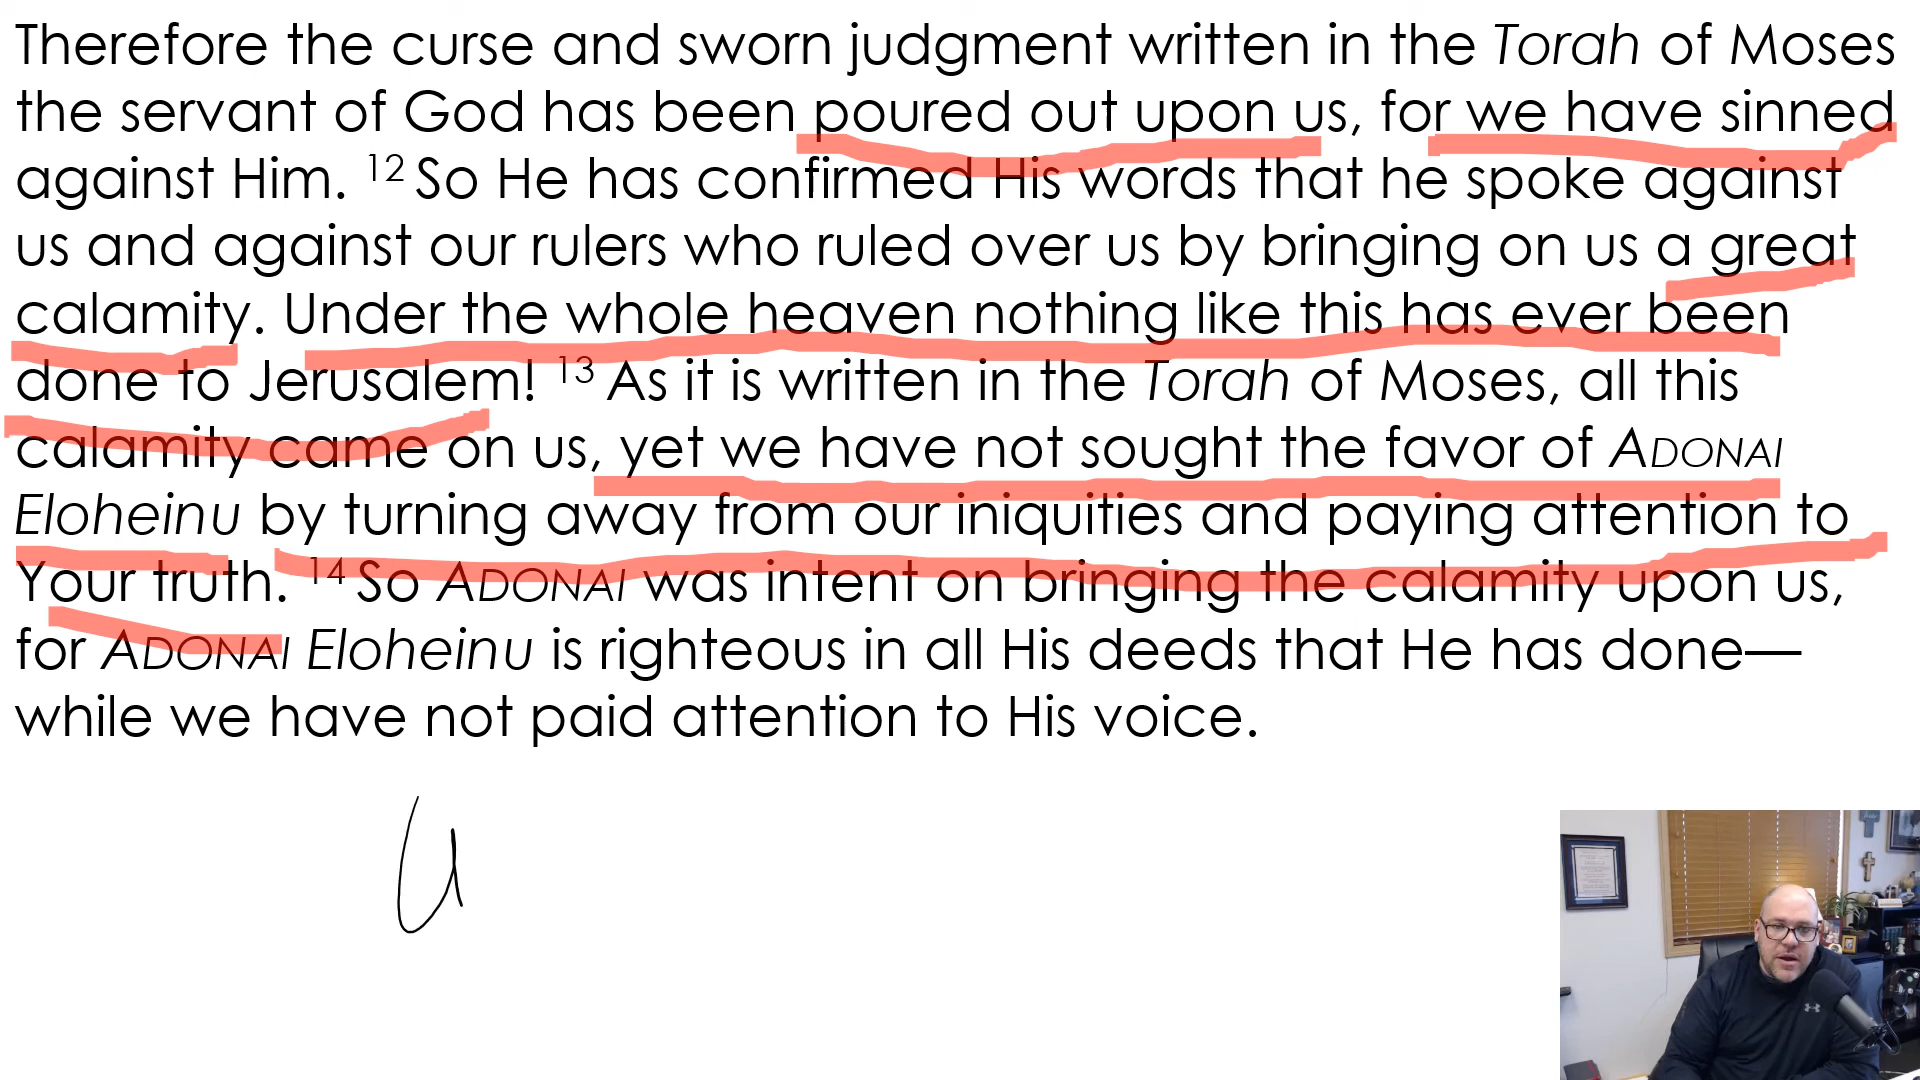 Therefore the curse and sworn judgment written in the Torah of Moses
the servant of God has been poured out upon us, for we have sinned
against Him. 12 So He has confirmed His words that he spoke against
us and against our rulers who ruled over us by bringing on us a great
calamity. Under the whole heaven nothing like this has ever been
done to Jerusalem! 13 As it is written in the Torah of Moses, all this
calamity came on us, yet we have not sought the favor of ADONAI
Eloheinu by turning away from our iniquities and paying attention to
Your truth. 14 So ADONAI was intent on bringing the calamity upon us,
for ADONAI Eloheinu is righteous in all His deeds that He has done—
while we have not paid attention to His voice.